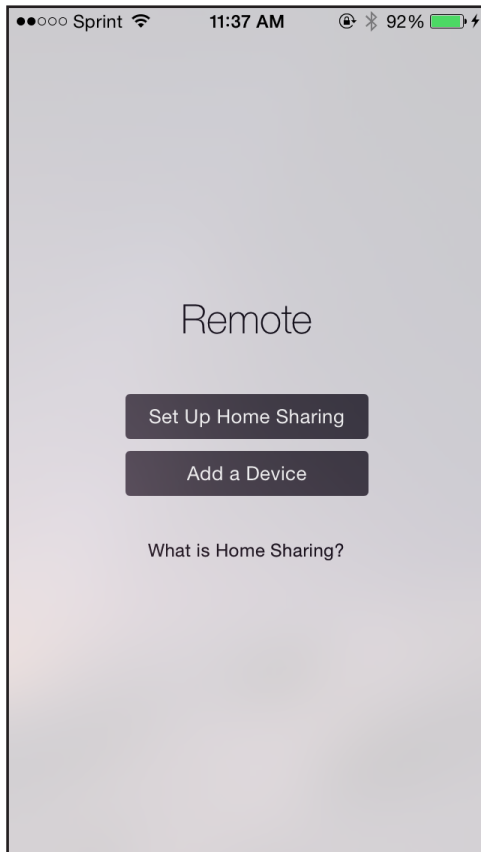 Sprint 11:37 AM 92%
Remote
Set Up Home Sharing
Add a Device
What is Home Sharing?